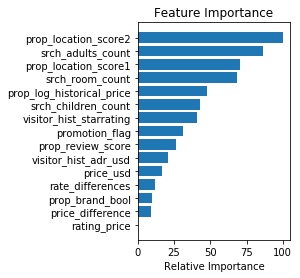 Feature Importance
prop_location_score2
srch_adults_count
prop_location_score1
srch_room_count
prop_log_historical_price
srch_children_count
visitor_hist_starrating
promotion_flag
prop_review_score
visitor_hist_adr_usd
price_usd
rate_differences
prop_brand_bool
price_difference
rating_price
0 25 50 75 100
Relative Importance